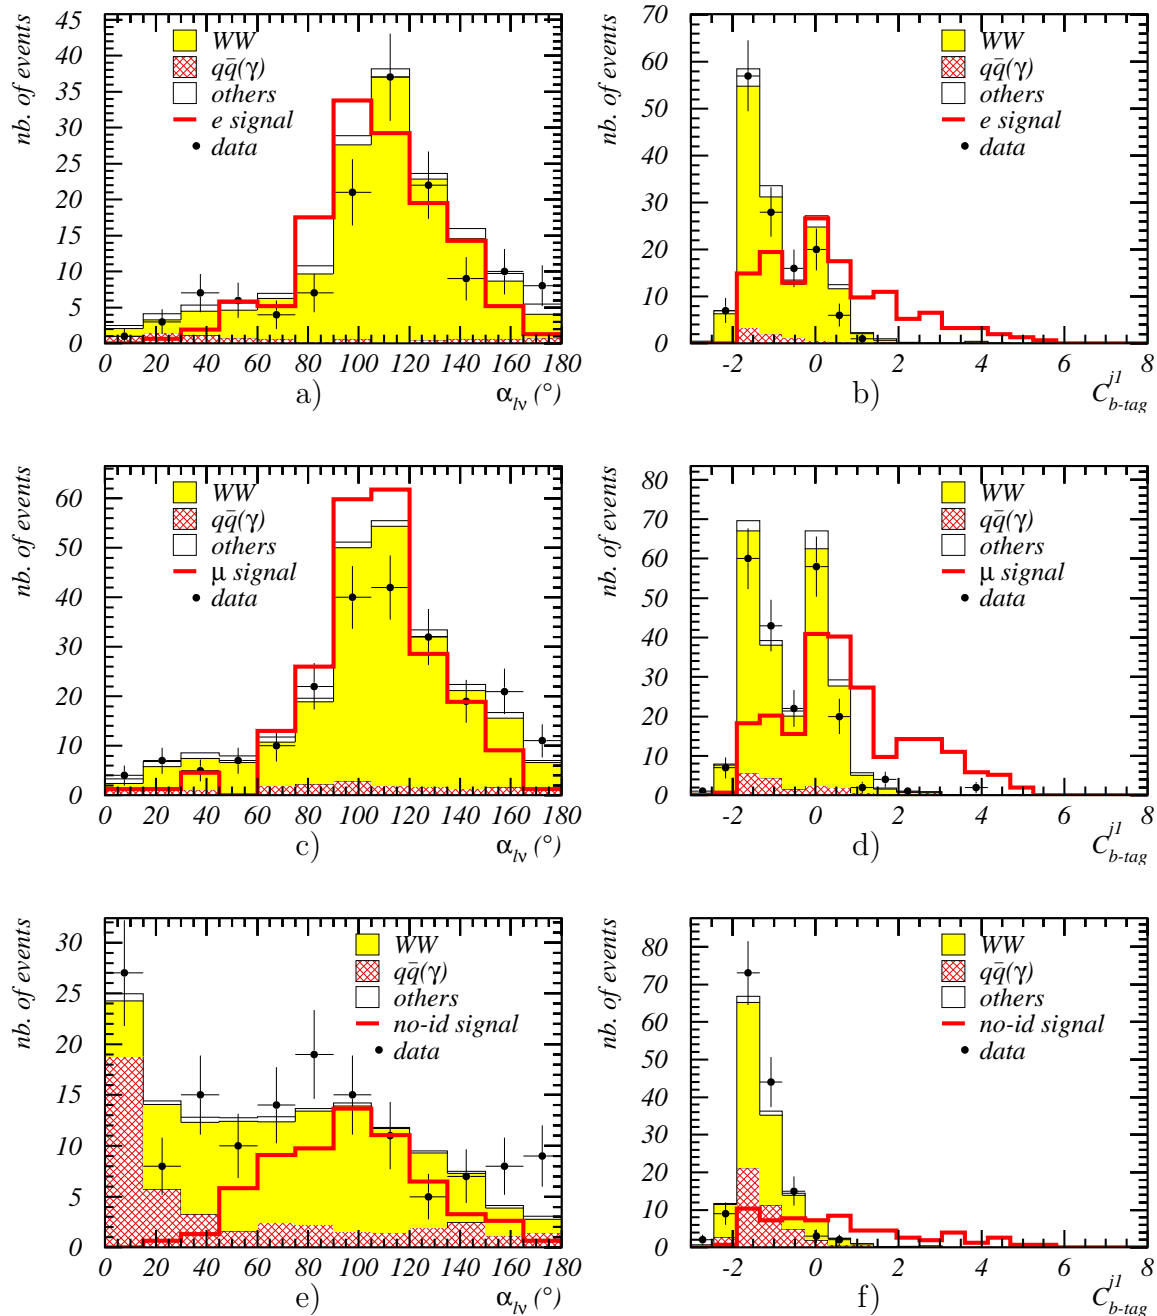 nb. of events
45
40
35
30
25
20
15
10
5
0
WW
qq̄(γ)
others
e signal
data
0 20 40 60 80 100 120 140 160 180
a)
α_lν (°)
nb. of events
70
60
50
40
30
20
10
0
WW
qq̄(γ)
others
e signal
data
-2 0 2 4 6 8
b)
C^j1_b-tag
nb. of events
60
50
40
30
20
10
0
WW
qq̄(γ)
others
μ signal
data
0 20 40 60 80 100 120 140 160 180
c)
α_lν (°)
nb. of events
80
70
60
50
40
30
20
10
0
WW
qq̄(γ)
others
μ signal
data
-2 0 2 4 6 8
d)
C^j1_b-tag
nb. of events
30
25
20
15
10
5
0
WW
qq̄(γ)
others
no-id signal
data
0 20 40 60 80 100 120 140 160 180
e)
α_lν (°)
nb. of events
80
70
60
50
40
30
20
10
0
WW
qq̄(γ)
others
no-id signal
data
-2 0 2 4 6 8
f)
C^j1_b-tag